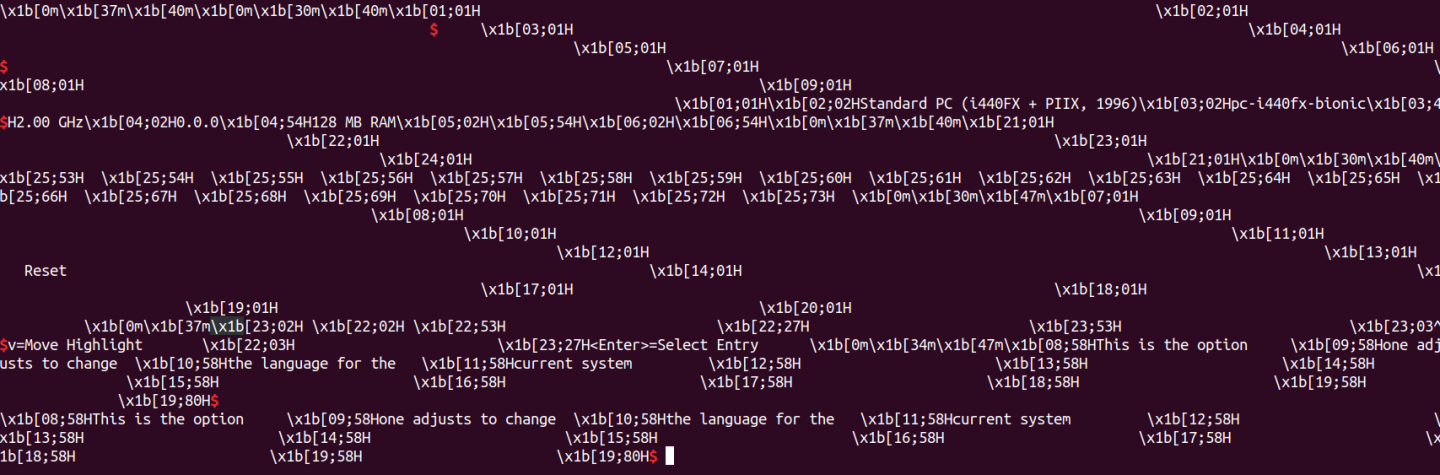 \x1b[0m\x1b[37m\x1b[40m\x1b[0m\x1b[30m\x1b[40m\x1b[01;01H \x1b[02;01H
$ \x1b[03;01H \x1b[04;01H
\x1b[05;01H \x1b[06;01H
$ \x1b[07;01H \
x1b[08;01H \x1b[09;01H
\x1b[01;01H\x1b[02;02HStandard PC (i440FX + PIIX, 1996)\x1b[03;02Hpc-i440fx-bionic\x1b[03;4
$H2.00 GHz\x1b[04;02H0.0.0\x1b[04;54H128 MB RAM\x1b[05;02H\x1b[05;54H\x1b[06;02H\x1b[06;54H\x1b[0m\x1b[37m\x1b[40m\x1b[21;01H
\x1b[22;01H \x1b[23;01H
\x1b[24;01H \x1b[21;01H\x1b[0m\x1b[30m\x1b[40m\
x1b[25;53H \x1b[25;54H \x1b[25;55H \x1b[25;56H \x1b[25;57H \x1b[25;58H \x1b[25;59H \x1b[25;60H \x1b[25;61H \x1b[25;62H \x1b[25;63H \x1b[25;64H \x1b[25;65H \x1
b[25;66H \x1b[25;67H \x1b[25;68H \x1b[25;69H \x1b[25;70H \x1b[25;71H \x1b[25;72H \x1b[25;73H \x1b[0m\x1b[30m\x1b[47m\x1b[07;01H
\x1b[08;01H \x1b[09;01H
\x1b[10;01H \x1b[11;01H
\x1b[12;01H \x1b[13;01H
Reset \x1b[14;01H \x1
\x1b[17;01H \x1b[18;01H
\x1b[19;01H \x1b[20;01H
\x1b[0m\x1b[37m\x1b[23;02H \x1b[22;02H \x1b[22;53H \x1b[22;27H \x1b[23;53H \x1b[23;03^
$v=Move Highlight \x1b[22;03H \x1b[23;27H<Enter>=Select Entry \x1b[0m\x1b[34m\x1b[47m\x1b[08;58HThis is the option \x1b[09;58Hone adj
usts to change \x1b[10;58Hthe language for the \x1b[11;58Hcurrent system \x1b[12;58H \x1b[13;58H \x1b[14;58H
\x1b[15;58H \x1b[16;58H \x1b[17;58H \x1b[18;58H \x1b[19;58H
\x1b[19;80H$
\x1b[08;58HThis is the option \x1b[09;58Hone adjusts to change \x1b[10;58Hthe language for the \x1b[11;58Hcurrent system \x1b[12;58H \
x1b[13;58H \x1b[14;58H \x1b[15;58H \x1b[16;58H \x1b[17;58H \x
1b[18;58H \x1b[19;58H \x1b[19;80H$